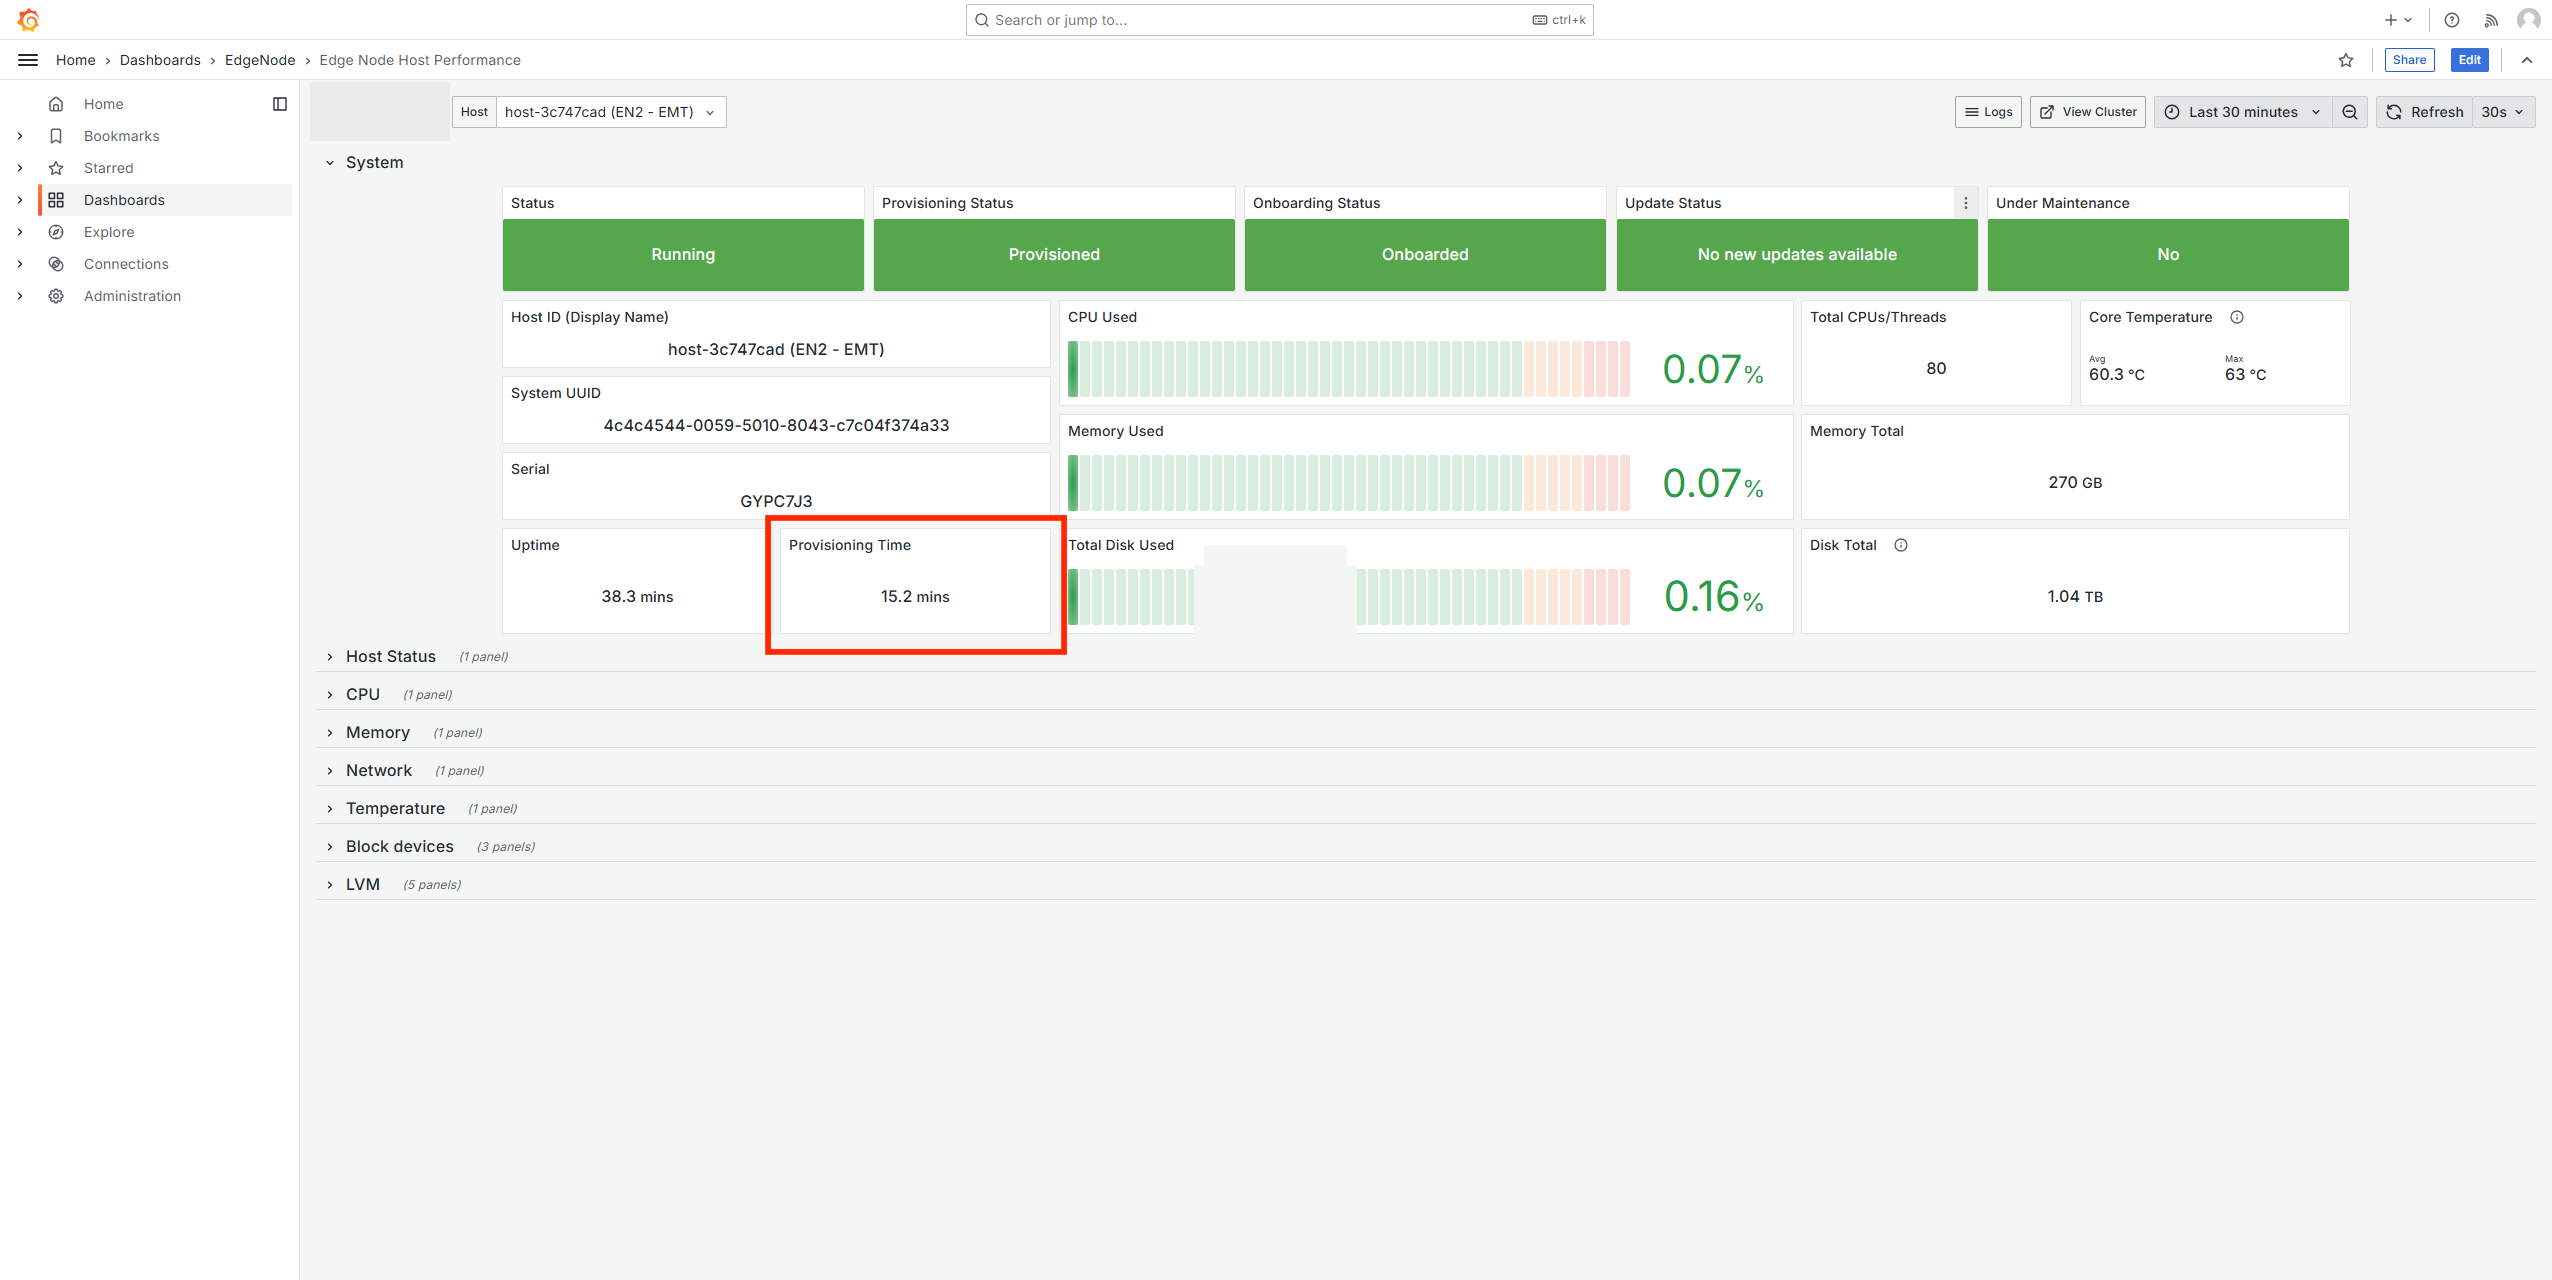 Search or jump to...
ctrl+k
Home › Dashboards › EdgeNode › Edge Node Host Performance
Share
Edit
Home
Bookmarks
Starred
Dashboards
Explore
Connections
Administration
Host
host-3c747cad (EN2 - EMT)
Logs
View Cluster
Last 30 minutes
Refresh
30s
System
Status
Running
Provisioning Status
Provisioned
Onboarding Status
Onboarded
Update Status
No new updates available
Under Maintenance
No
Host ID (Display Name)
host-3c747cad (EN2 - EMT)
System UUID
4c4c4544-0059-5010-8043-c7c04f374a33
Serial
GYPC7J3
Uptime
38.3 mins
Provisioning Time
15.2 mins
CPU Used
0.07%
Memory Used
0.07%
Total Disk Used
0.16%
Total CPUs/Threads
80
Core Temperature
Avg
60.3 °C
Max
63 °C
Memory Total
270 GB
Disk Total
1.04 TB
Host Status (1 panel)
CPU (1 panel)
Memory (1 panel)
Network (1 panel)
Temperature (1 panel)
Block devices (3 panels)
LVM (5 panels)